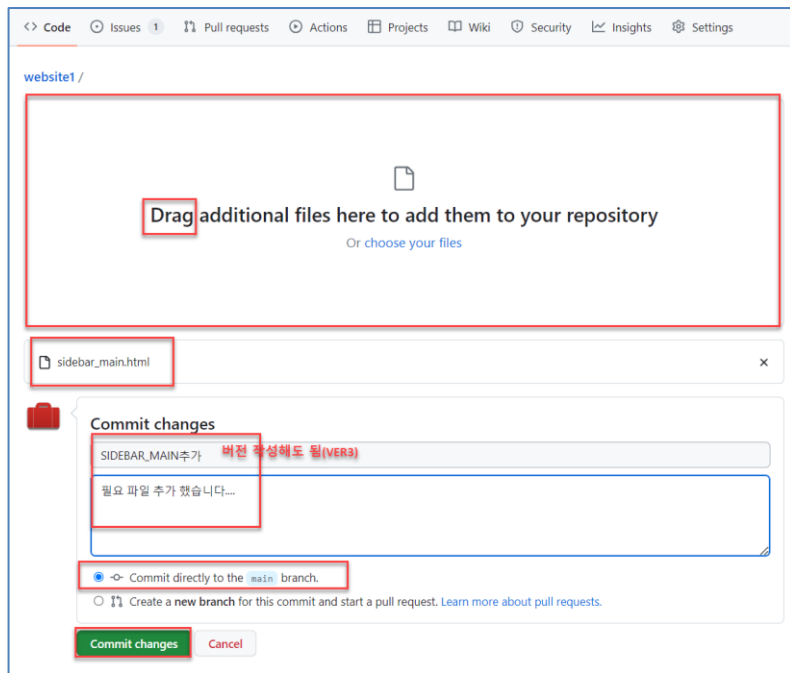 Code Issues 1 Pull requests Actions Projects Wiki Security Insights Settings
website1 /
Drag additional files here to add them to your repository
Or choose your files
sidebar_main.html
Commit changes
SIDEBAR_MAIN추가 버전 작성해도 됨(VER3)
필요 파일 추가 했습니다....
Commit directly to the main branch.
Create a new branch for this commit and start a pull request. Learn more about pull requests.
Commit changes Cancel